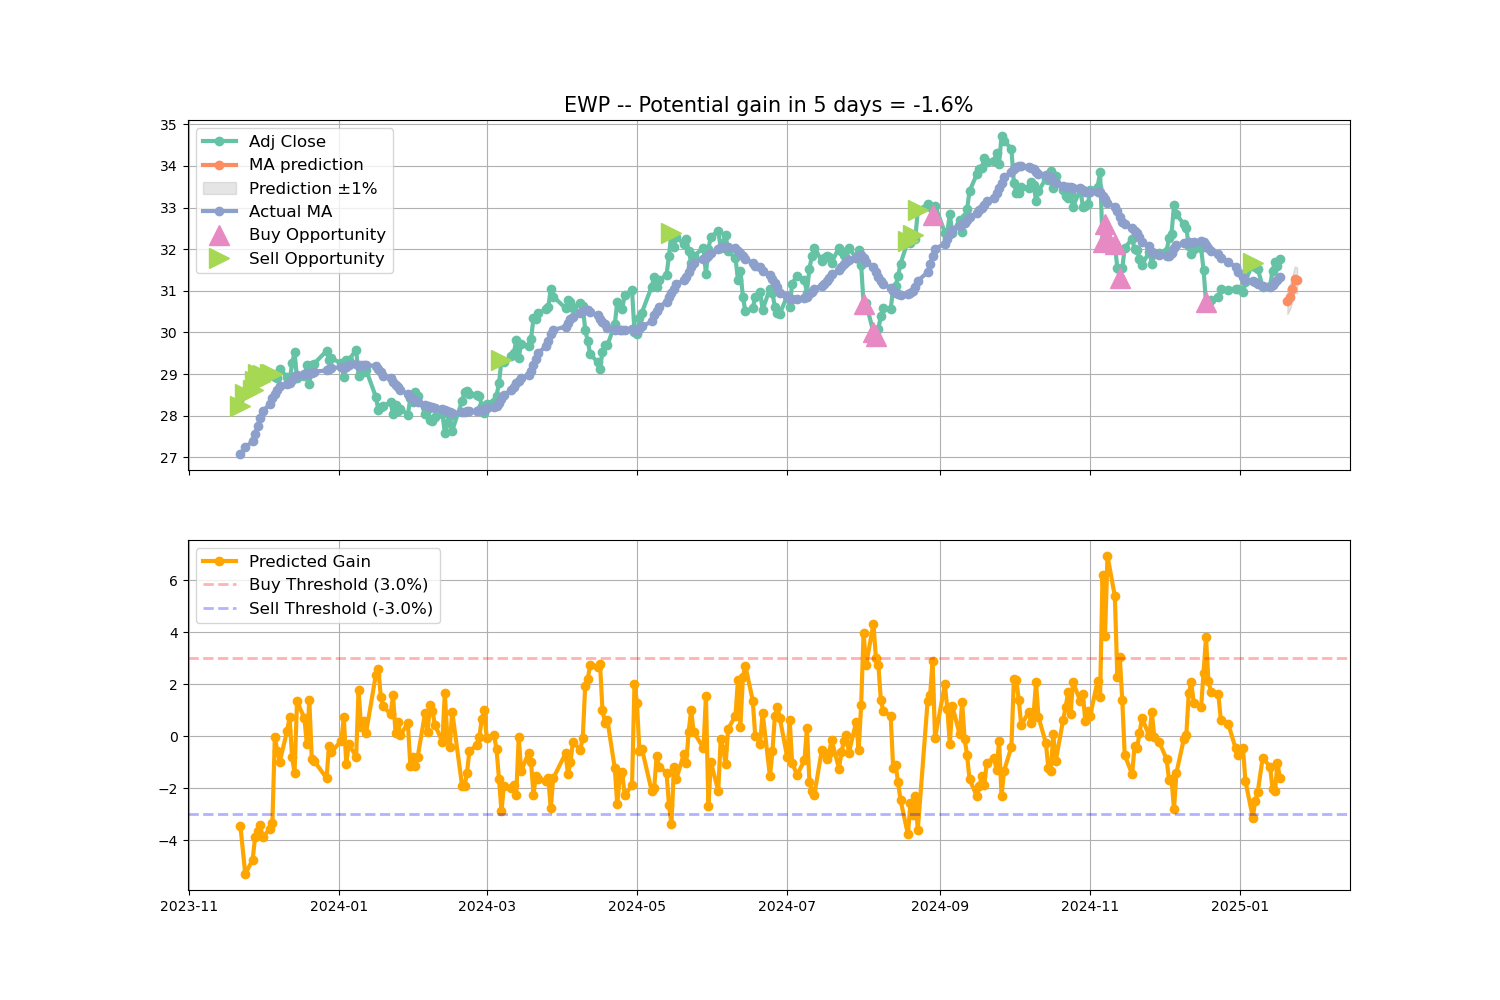 EWP -- Potential gain in 5 days = -1.6%
35
34
33
32
31
30
29
28
27
Adj Close
MA prediction
Prediction ±1%
Actual MA
Buy Opportunity
Sell Opportunity
6
4
2
0
−2
−4
Predicted Gain
Buy Threshold (3.0%)
Sell Threshold (-3.0%)
2023-11
2024-01
2024-03
2024-05
2024-07
2024-09
2024-11
2025-01